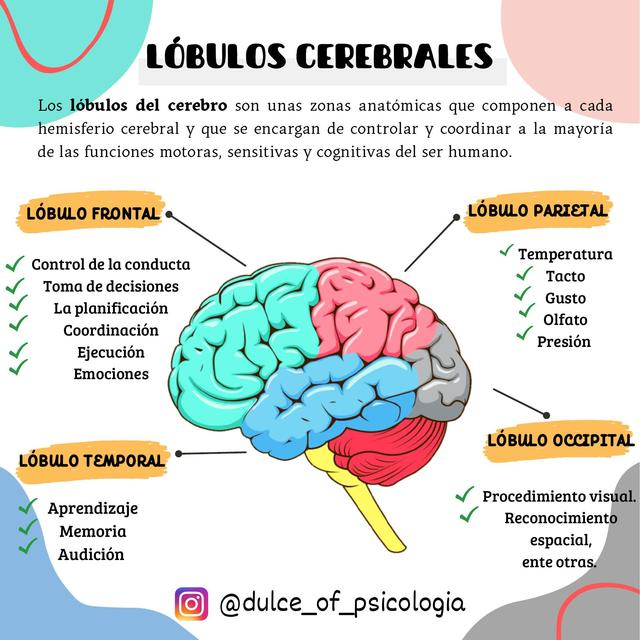 LÓBULOS CEREBRALES
Los lóbulos del cerebro son unas zonas anatómicas que componen a cada
hemisferio cerebral y que se encargan de controlar y coordinar a la mayoría
de las funciones motoras, sensitivas y cognitivas del ser humano.
LÓBULO FRONTAL
Control de la conducta
Toma de decisiones
La planificación
Coordinación
Ejecución
Emociones
LÓBULO PARIETAL
Temperatura
Tacto
Gusto
Olfato
Presión
LÓBULO TEMPORAL
Aprendizaje
Memoria
Audición
LÓBULO OCCIPITAL
Procedimiento visual.
Reconocimiento
espacial,
ente otras.
@dulce_of_psicologia